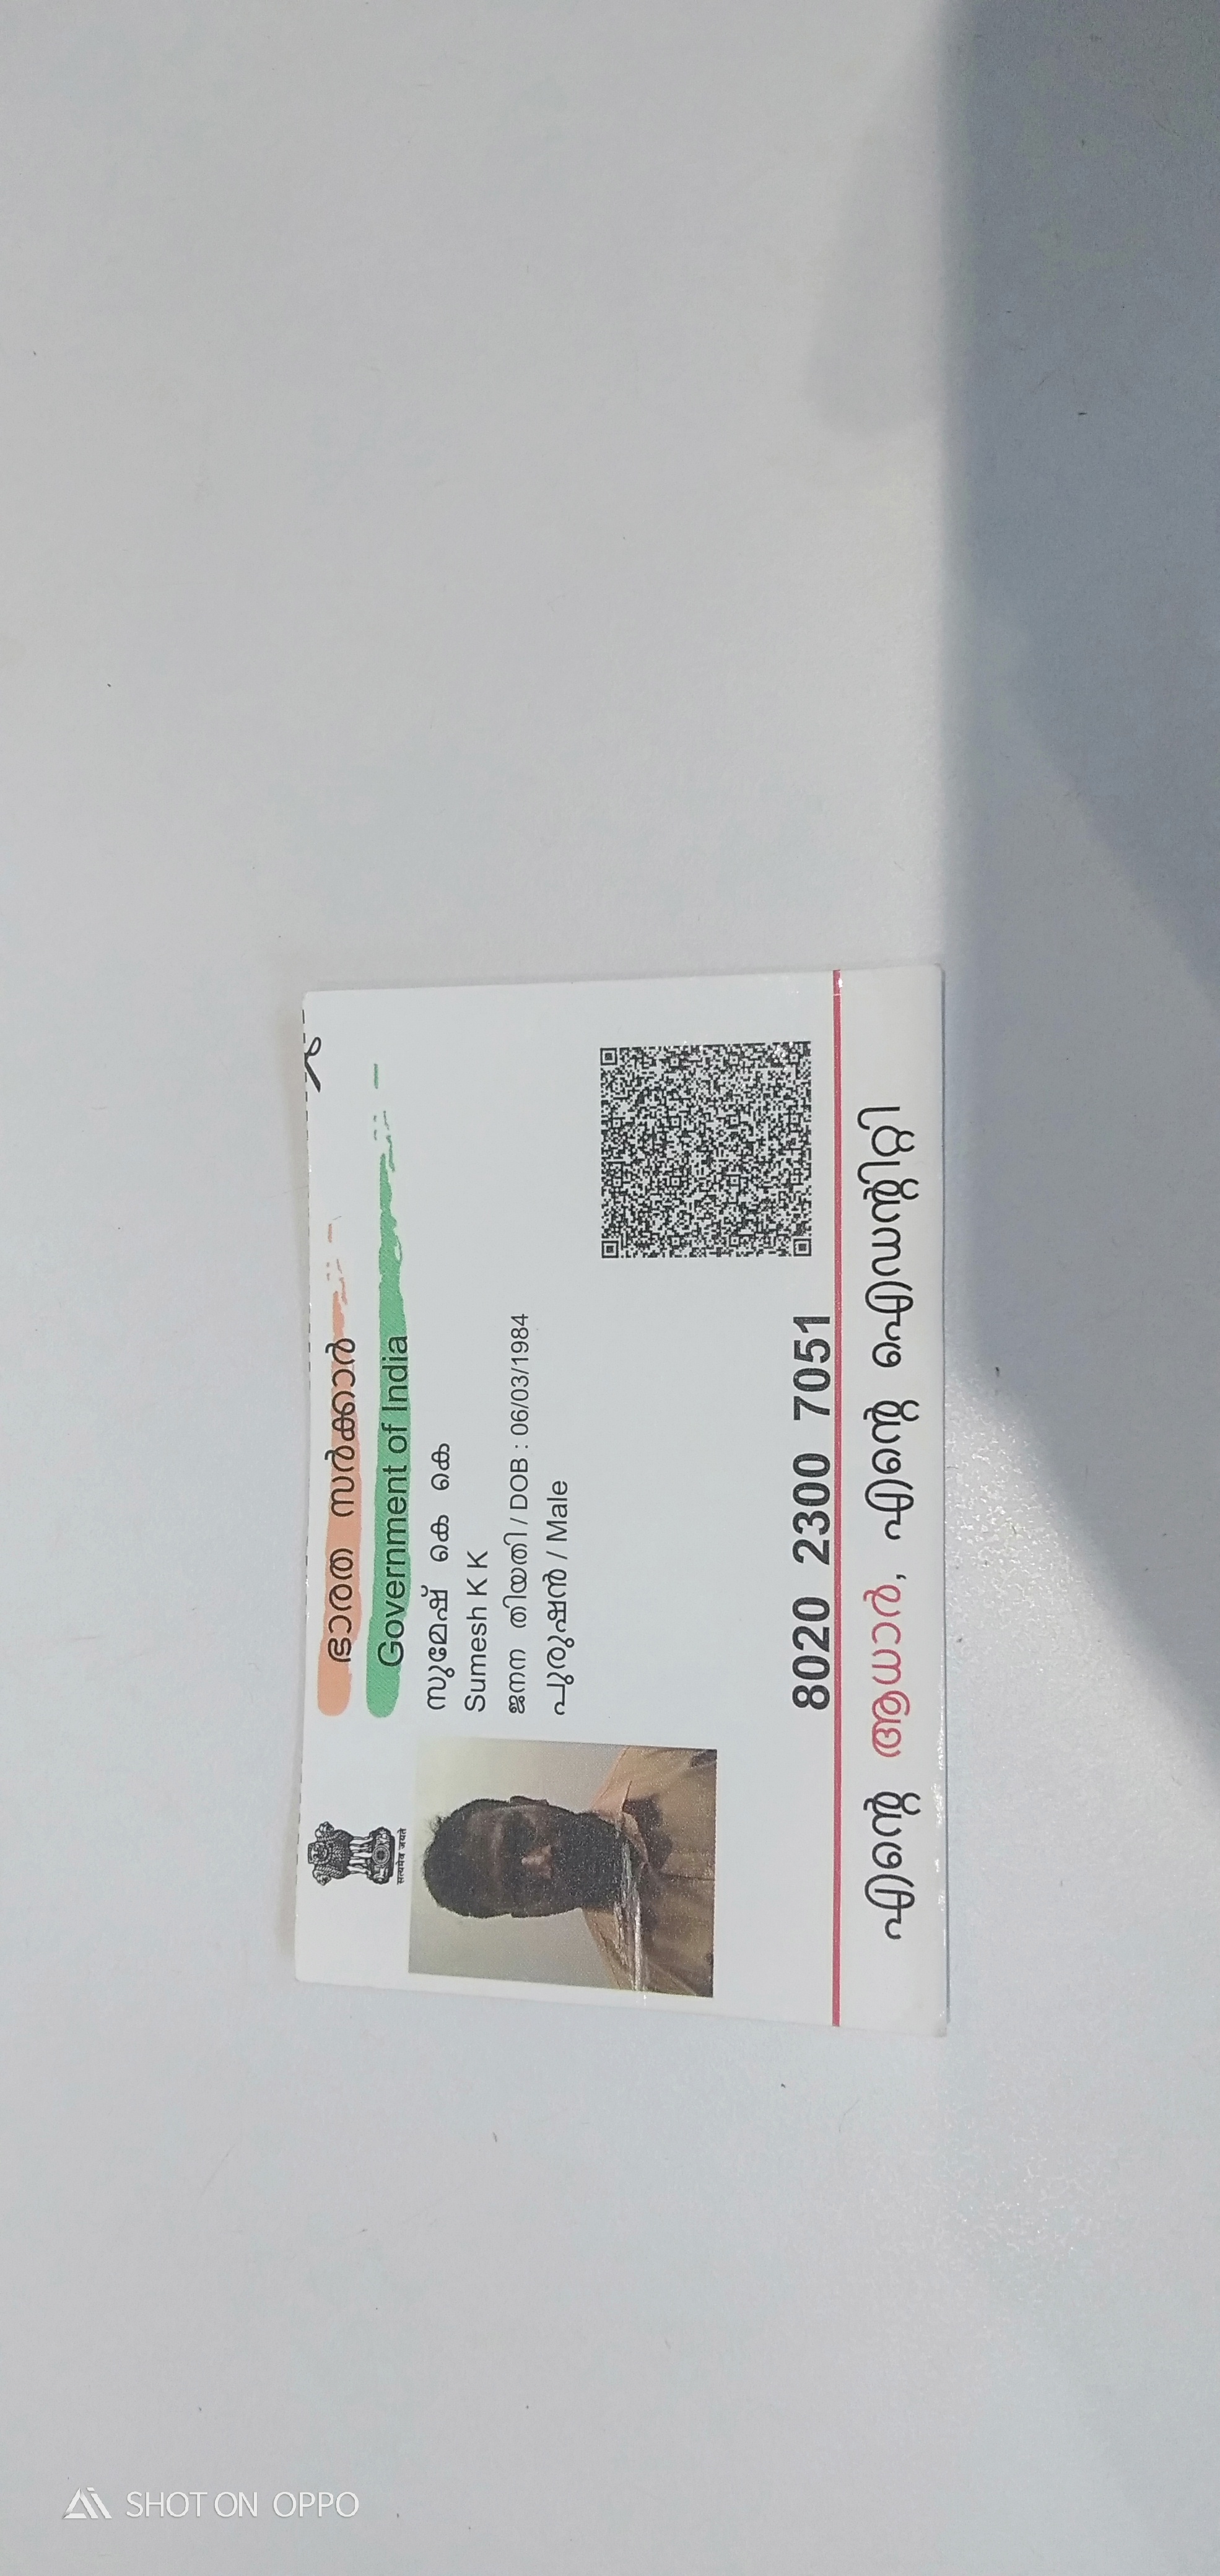 ഭാരത സർക്കാർ
Government of India
सत्यमेव जयते
സുമേഷ് കെ കെ
Sumesh K K
ജനന തിയതി / DOB : 06/03/1984
പുരുഷൻ / Male
8020 2300 7051
എന്റെ ആധാർ, എന്റെ ഐഡന്റിറ്റി
SHOT ON OPPO